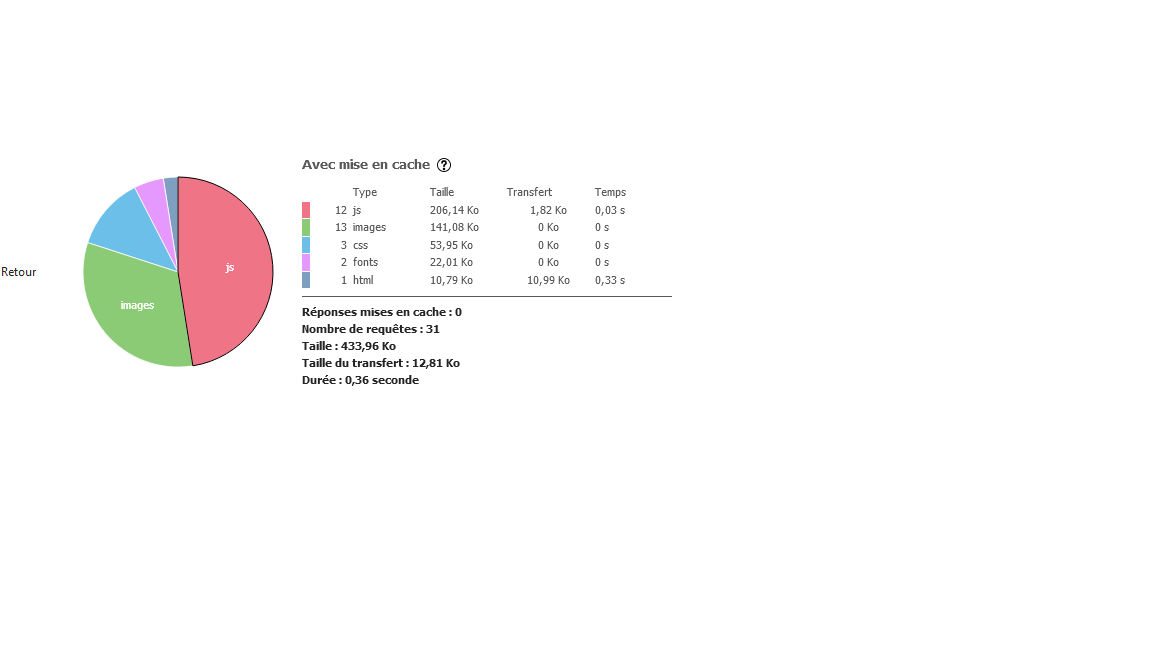 Avec mise en cache ?
Type Taille Transfert Temps
12 js 206,14 Ko 1,82 Ko 0,03 s
13 images 141,08 Ko 0 Ko 0 s
3 css 53,95 Ko 0 Ko 0 s
2 fonts 22,01 Ko 0 Ko 0 s
1 html 10,79 Ko 10,99 Ko 0,33 s
Réponses mises en cache : 0
Nombre de requêtes : 31
Taille : 433,96 Ko
Taille du transfert : 12,81 Ko
Durée : 0,36 seconde
Retour
js
images